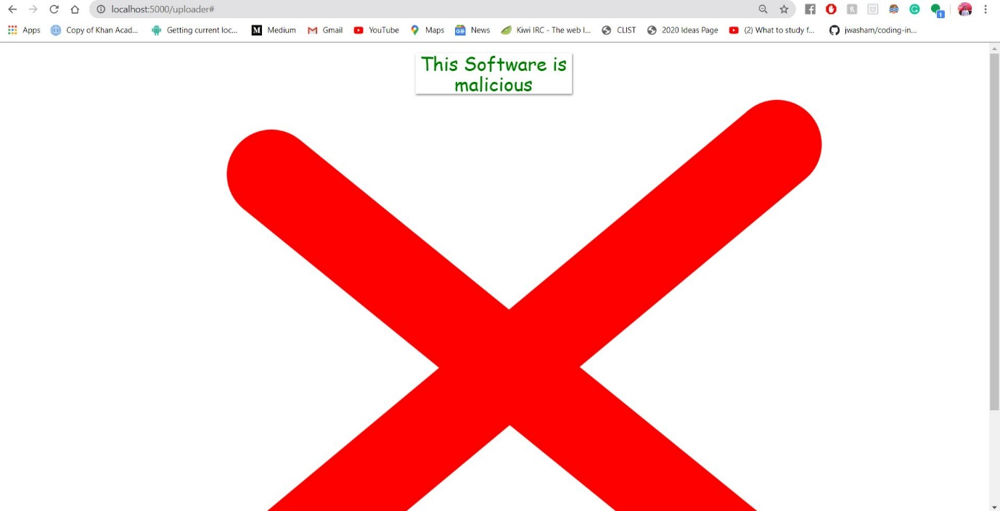 localhost:5000/uploader#
Apps Copy of Khan Acad... Getting current loc... M Medium Gmail YouTube Maps GE News Kiwi IRC - The web I... CLIST 2020 Ideas Page (2) What to study f... jwasham/coding-in...
This Software is
malicious